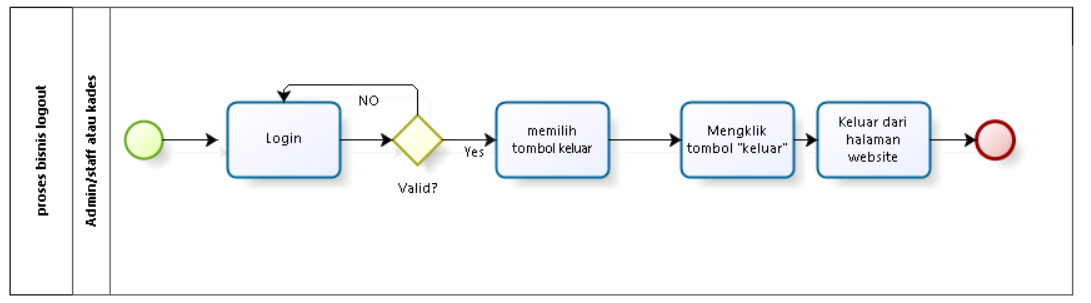 proses bisnis logout
Admin/staff atau kades
Login
NO
Valid?
Yes
memilih
tombol keluar
Mengklik
tombol "keluar"
Keluar dari
halaman
website